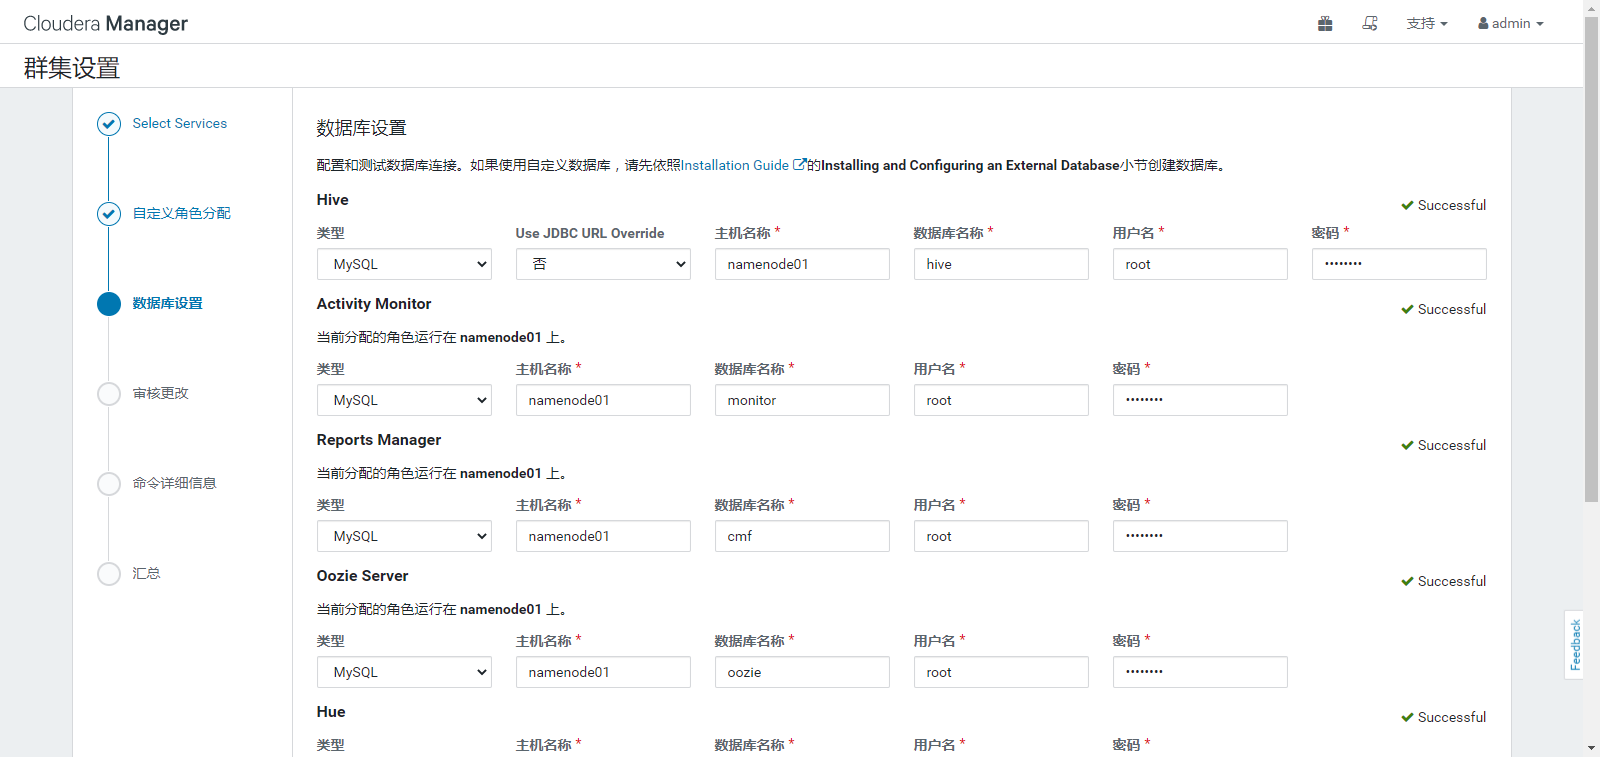 Cloudera Manager
支持
admin
群集设置
Select Services
自定义角色分配
数据库设置
审核更改
命令详细信息
汇总
数据库设置
配置和测试数据库连接。如果使用自定义数据库，请先依照Installation Guide的Installing and Configuring an External Database小节创建数据库。
Hive
Successful
类型 Use JDBC URL Override 主机名称 * 数据库名称 * 用户名 * 密码 *
MySQL 否 namenode01 hive root ••••••••
Activity Monitor
Successful
当前分配的角色运行在 namenode01 上。
类型 主机名称 * 数据库名称 * 用户名 * 密码 *
MySQL namenode01 monitor root ••••••••
Reports Manager
Successful
当前分配的角色运行在 namenode01 上。
类型 主机名称 * 数据库名称 * 用户名 * 密码 *
MySQL namenode01 cmf root ••••••••
Oozie Server
Successful
当前分配的角色运行在 namenode01 上。
类型 主机名称 * 数据库名称 * 用户名 * 密码 *
MySQL namenode01 oozie root ••••••••
Hue
Successful
类型 主机名称 * 数据库名称 * 用户名 * 密码 *
Feedback